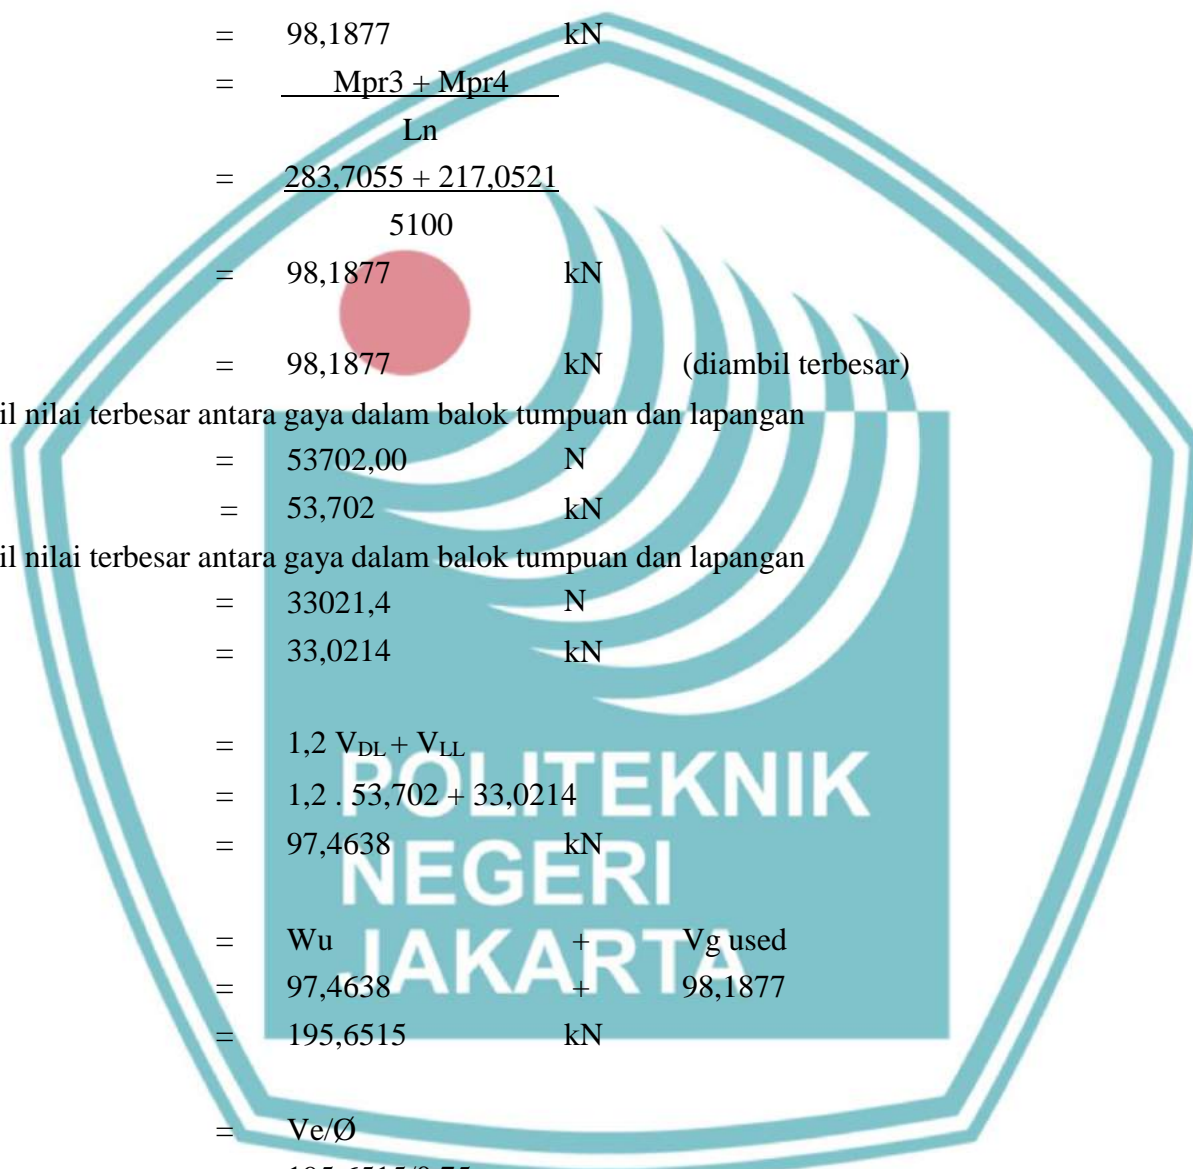 = 98,1877 kN
= Mpr3 + Mpr4
Ln
= 283,7055 + 217,0521
5100
= 98,1877 kN
= 98,1877 kN (diambil terbesar)
il nilai terbesar antara gaya dalam balok tumpuan dan lapangan
= 53702,00 N
= 53,702 kN
il nilai terbesar antara gaya dalam balok tumpuan dan lapangan
= 33021,4 N
= 33,0214 kN
= 1,2 VDL + VLL
= 1,2 . 53,702 + 33,0214
= 97,4638 kN
= Wu + Vg used
= 97,4638 + 98,1877
= 195,6515 kN
= Ve/Ø
POLITEKNIK
NEGERI
JAKARTA